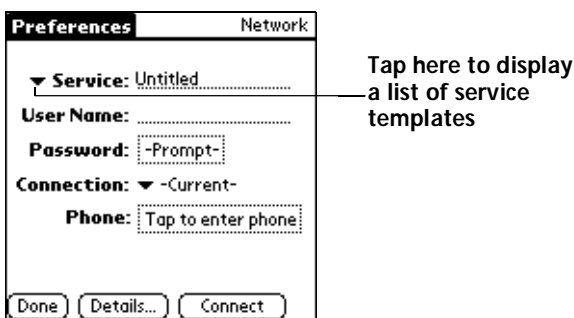 Preferences Network
Service: Untitled
User Name:
Password: -Prompt-
Connection: -Current-
Phone: Tap to enter phone
Done Details... Connect
Tap here to display
a list of service
templates